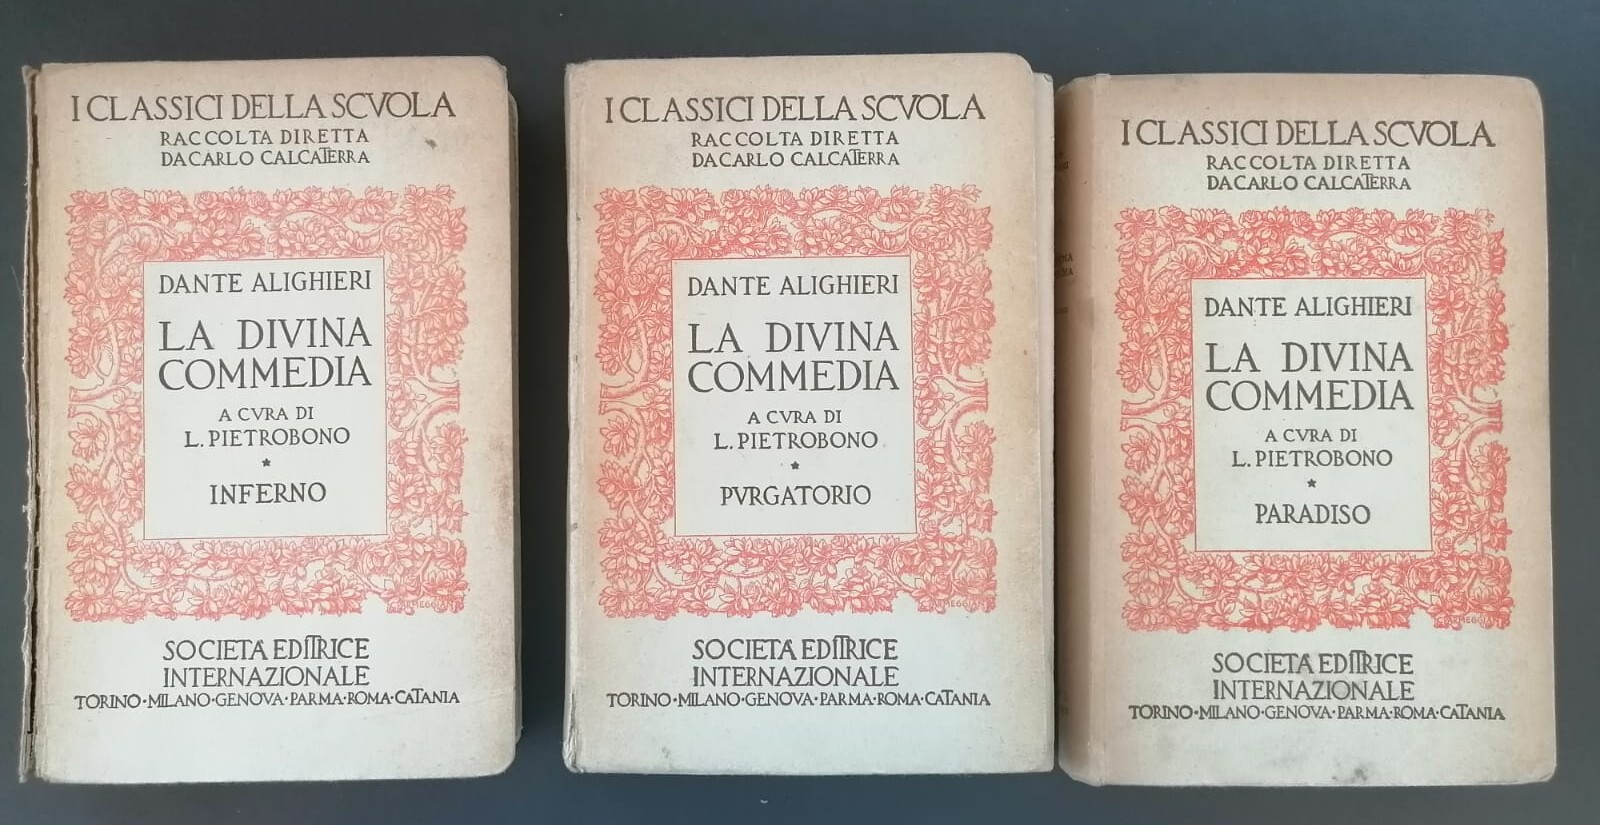 I CLASSICI DELLA SCVOLA
RACCOLTA DIRETTA
DA CARLO CALCATERRA
DANTE ALIGHIERI
LA DIVINA
COMMEDIA
A CVRA DI
L. PIETROBONO
*
INFERNO
SOCIETÀ EDITRICE
INTERNAZIONALE
TORINO·MILANO·GENOVA·PARMA·ROMA·CATANIA
I CLASSICI DELLA SCVOLA
RACCOLTA DIRETTA
DA CARLO CALCATERRA
DANTE ALIGHIERI
LA DIVINA
COMMEDIA
A CVRA DI
L. PIETROBONO
*
PVRGATORIO
SOCIETÀ EDITRICE
INTERNAZIONALE
TORINO·MILANO·GENOVA·PARMA·ROMA·CATANIA
I CLASSICI DELLA SCVOLA
RACCOLTA DIRETTA
DA CARLO CALCATERRA
DANTE ALIGHIERI
LA DIVINA
COMMEDIA
A CVRA DI
L. PIETROBONO
*
PARADISO
SOCIETÀ EDITRICE
INTERNAZIONALE
TORINO·MILANO·GENOVA·PARMA·ROMA·CATANIA